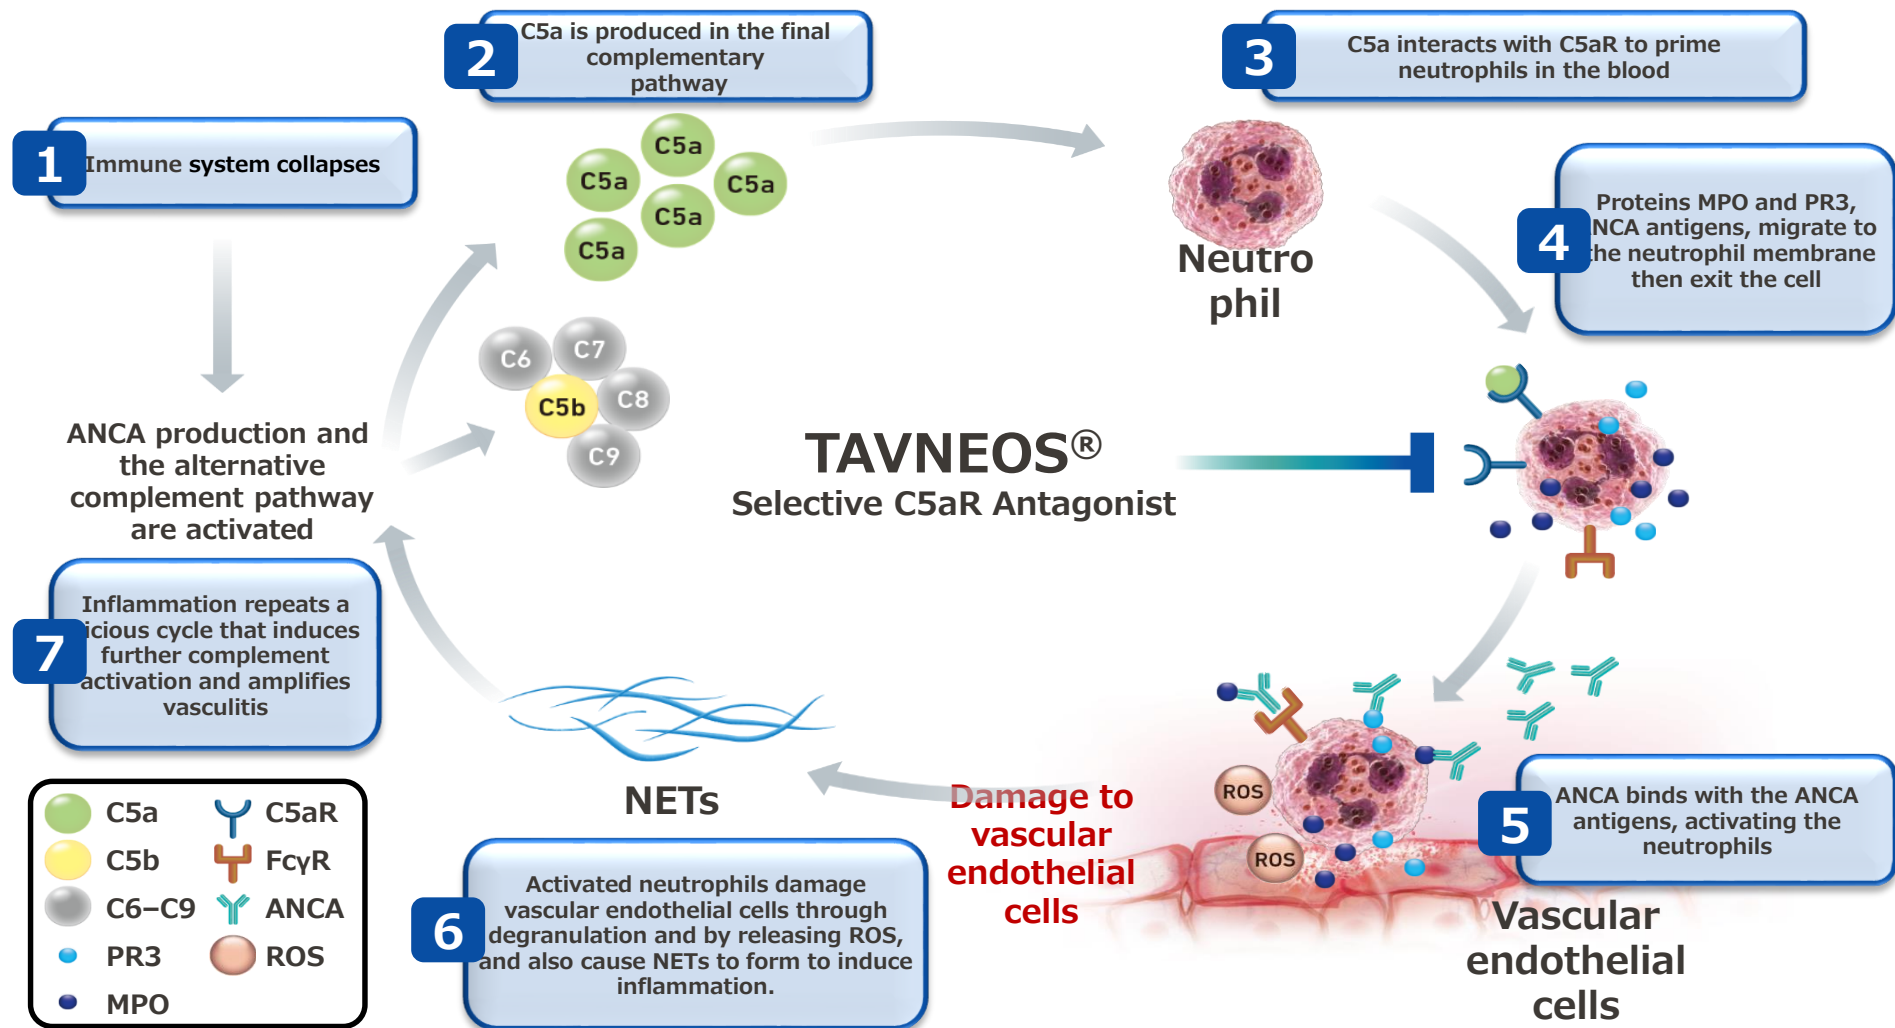 1
Immune system collapses
2
C5a is produced in the final
complementary
pathway
3
C5a interacts with C5aR to prime
neutrophils in the blood
C5a
C5a
C5a
C5a
C5a
Neutro
phil
4
Proteins MPO and PR3,
NCA antigens, migrate to
he neutrophil membrane
then exit the cell
C6
C7
C5b
C8
C9
ANCA production and
the alternative
complement pathway
are activated
TAVNEOS®
Selective C5aR Antagonist
7
Inflammation repeats a
icious cycle that induces
further complement
activation and amplifies
vasculitis
NETs
Damage to
vascular
endothelial
cells
ROS
ROS
5
ANCA binds with the ANCA
antigens, activating the
neutrophils
Vascular
endothelial
cells
6
Activated neutrophils damage
vascular endothelial cells through
degranulation and by releasing ROS,
and also cause NETs to form to induce
inflammation.
C5a
C5aR
C5b
FcγR
C6–C9
ANCA
PR3
ROS
MPO